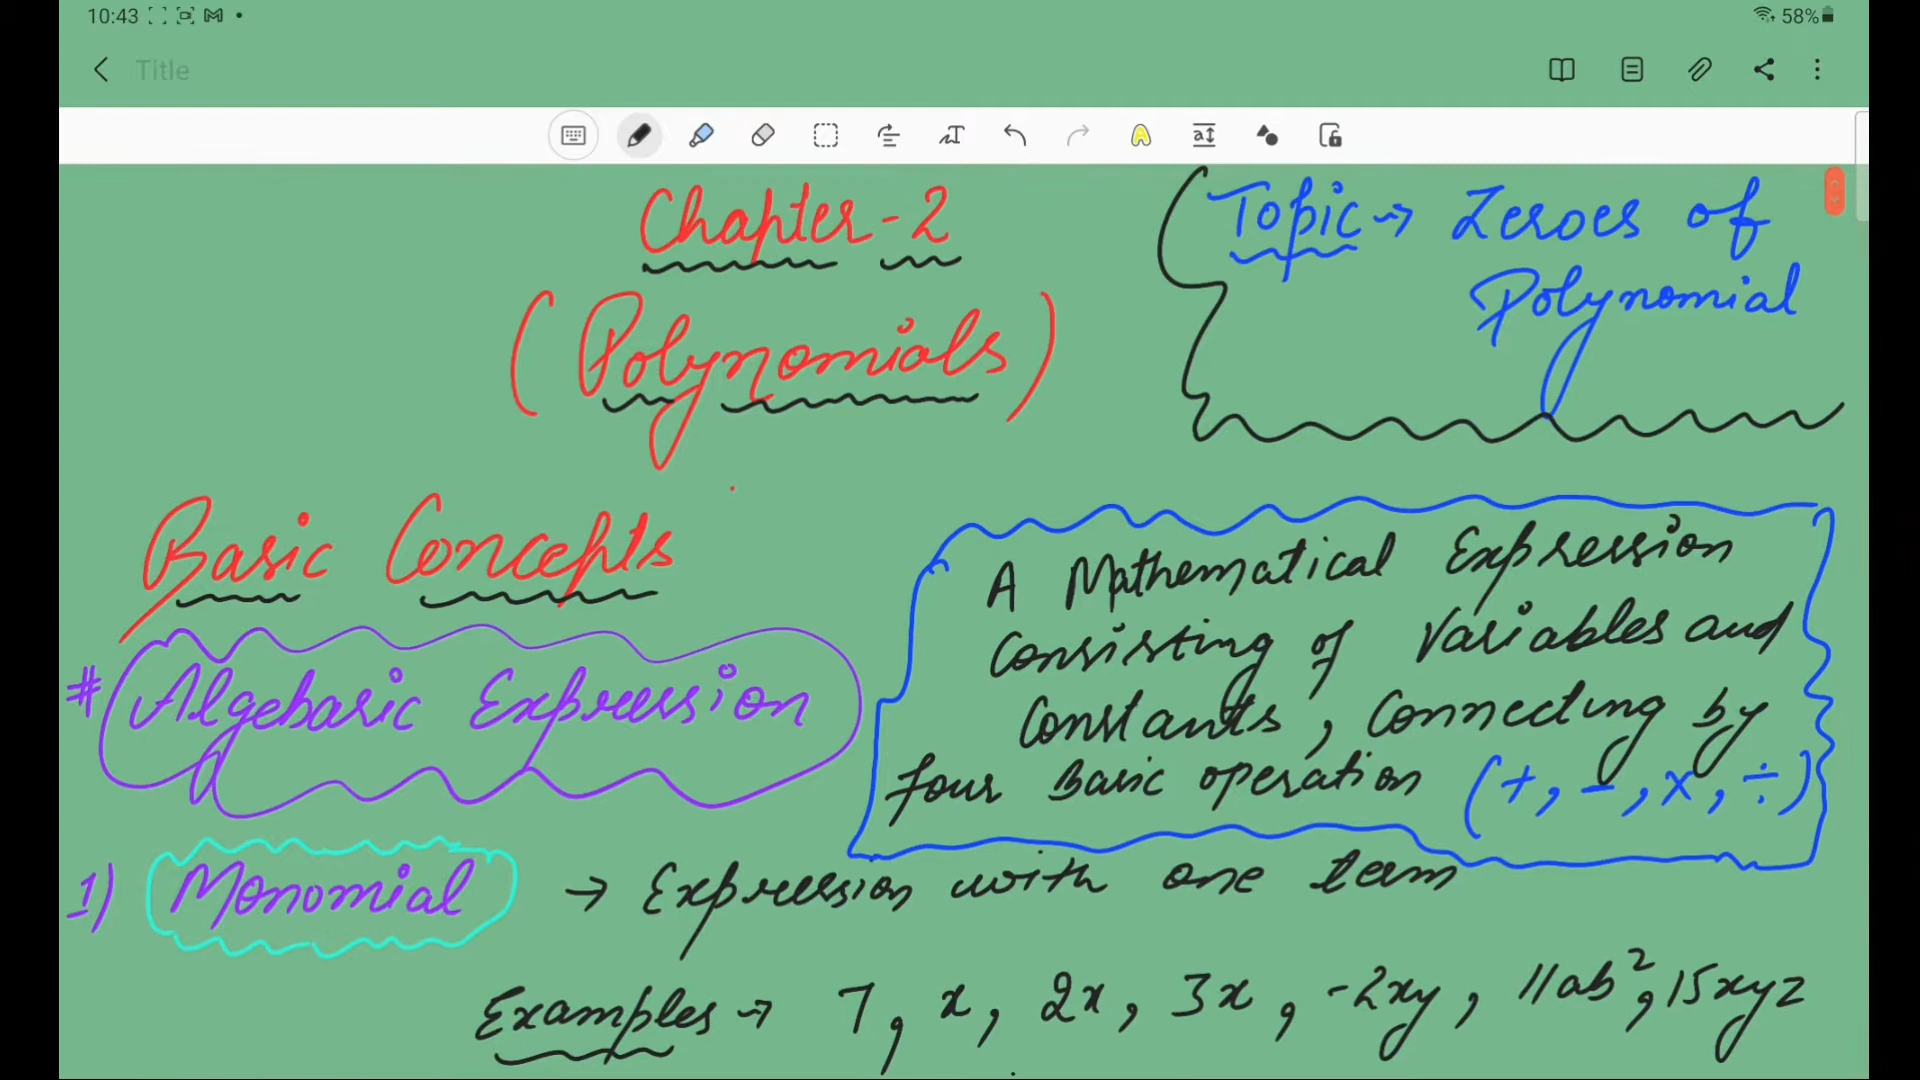 10:43
58%
Title
Chapter - 2
(Polynomials)
Topic → Zeroes of
Polynomial
Basic Concepts
# Algebaric Expression
A Mathematical Expression
Consisting of Variables and
Constants, Connecting by
four Basic operation (+, -, x, ÷)
1) Monomial → Expression with one term
Examples → 7, x, 2x, 3x, -2xy, 11ab², 15xyz